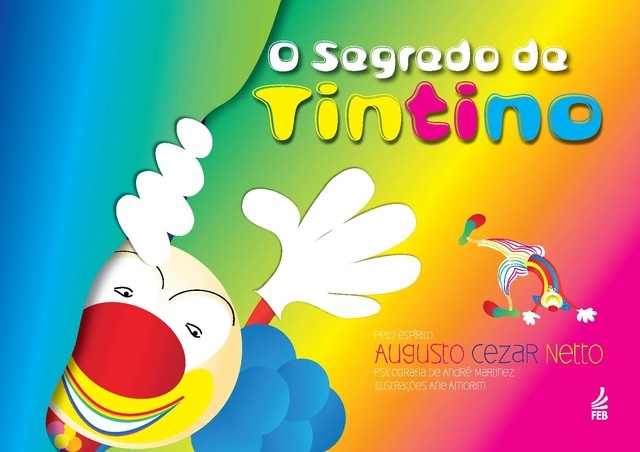 O Segredo de
Tintino
pelo espírito
Augusto Cezar Netto
psicografia de André Martinez
ilustrações Ane Amorim
FEB